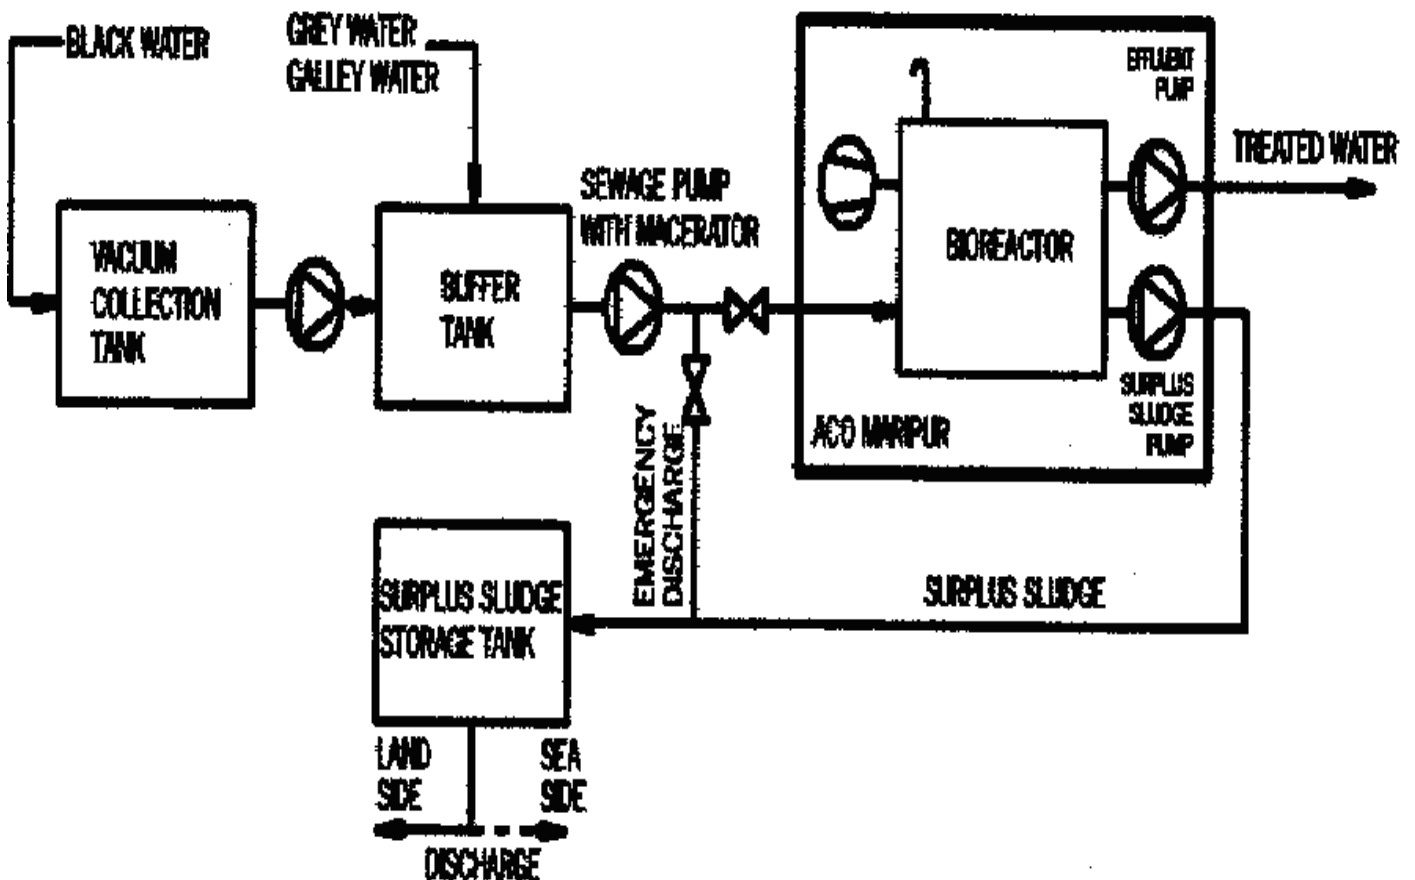 BLACK WATER
GREY WATER
GALLEY WATER
EFFLUENT
PUMP
TREATED WATER
SEWAGE PUMP
WITH MACERATOR
VACUUM
COLLECTION
TANK
BUFFER
TANK
BIOREACTOR
SURPLUS
SLUDGE
PUMP
ACO MARIPUR
EMERGENCY
DISCHARGE
SURPLUS SLUDGE
STORAGE TANK
SURPLUS SLUDGE
LAND
SIDE
SEA
SIDE
DISCHARGE